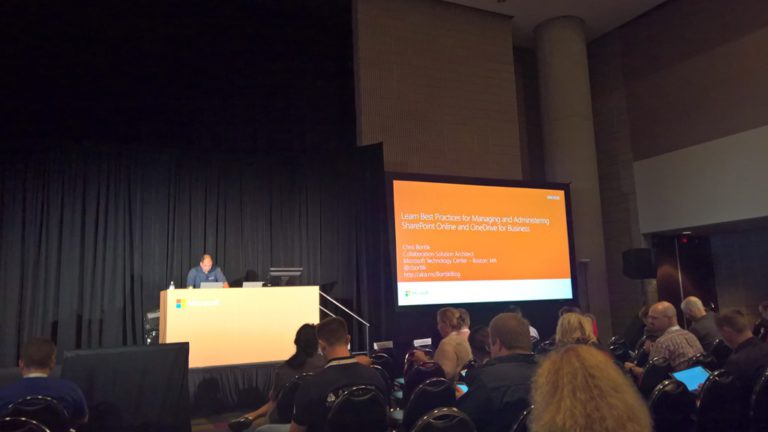 Learn Best Practices for Managing and Administering
SharePoint Online and OneDrive for Business
Chris Bortlik
Collaboration Solution Architect
Microsoft Technology Center – Boston, MA
@cbortlik
http://aka.ms/BortlikBlog
Microsoft
Microsoft